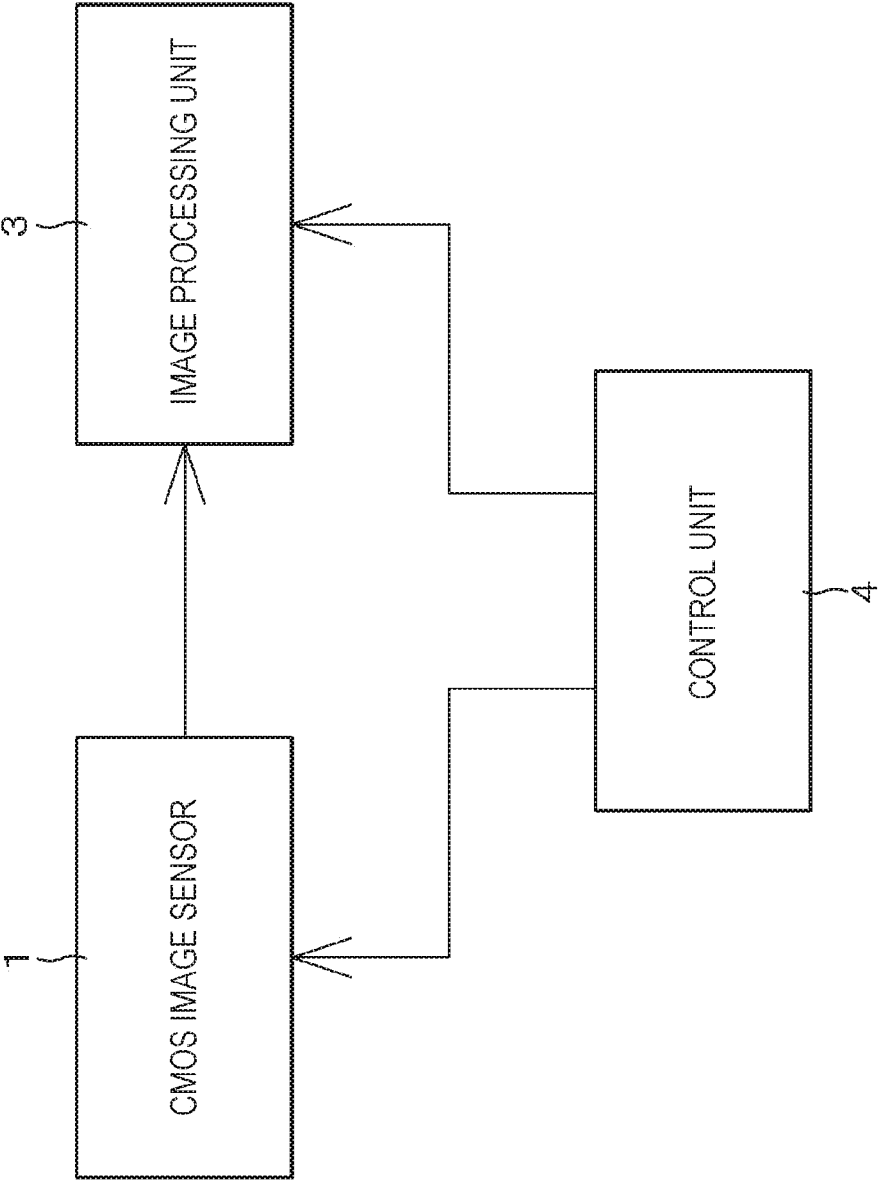 1
3
CMOS IMAGE SENSOR
IMAGE PROCESSING UNIT
CONTROL UNIT
4